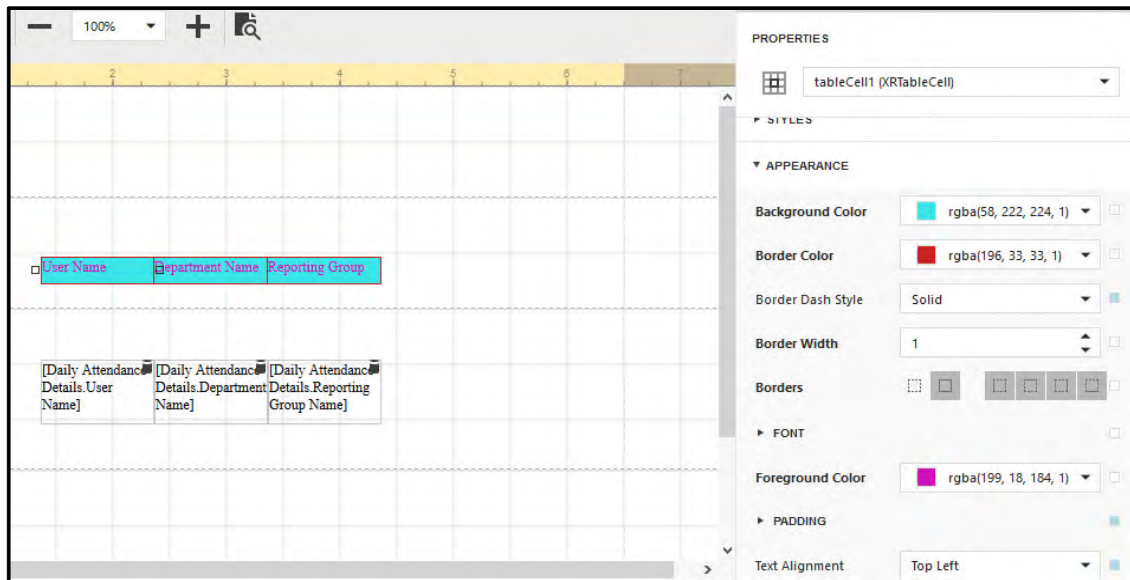 100%
2 3 4 5 6 7
User Name Department Name Reporting Group
[Daily Attendance [Daily Attendance [Daily Attendance
Details.User Details.Department Details.Reporting
Name] Name] Group Name]
PROPERTIES
tableCell1 (XRTableCell)
STYLES
APPEARANCE
Background Color rgba(58, 222, 224, 1)
Border Color rgba(196, 33, 33, 1)
Border Dash Style Solid
Border Width 1
Borders
FONT
Foreground Color rgba(199, 18, 184, 1)
PADDING
Text Alignment Top Left